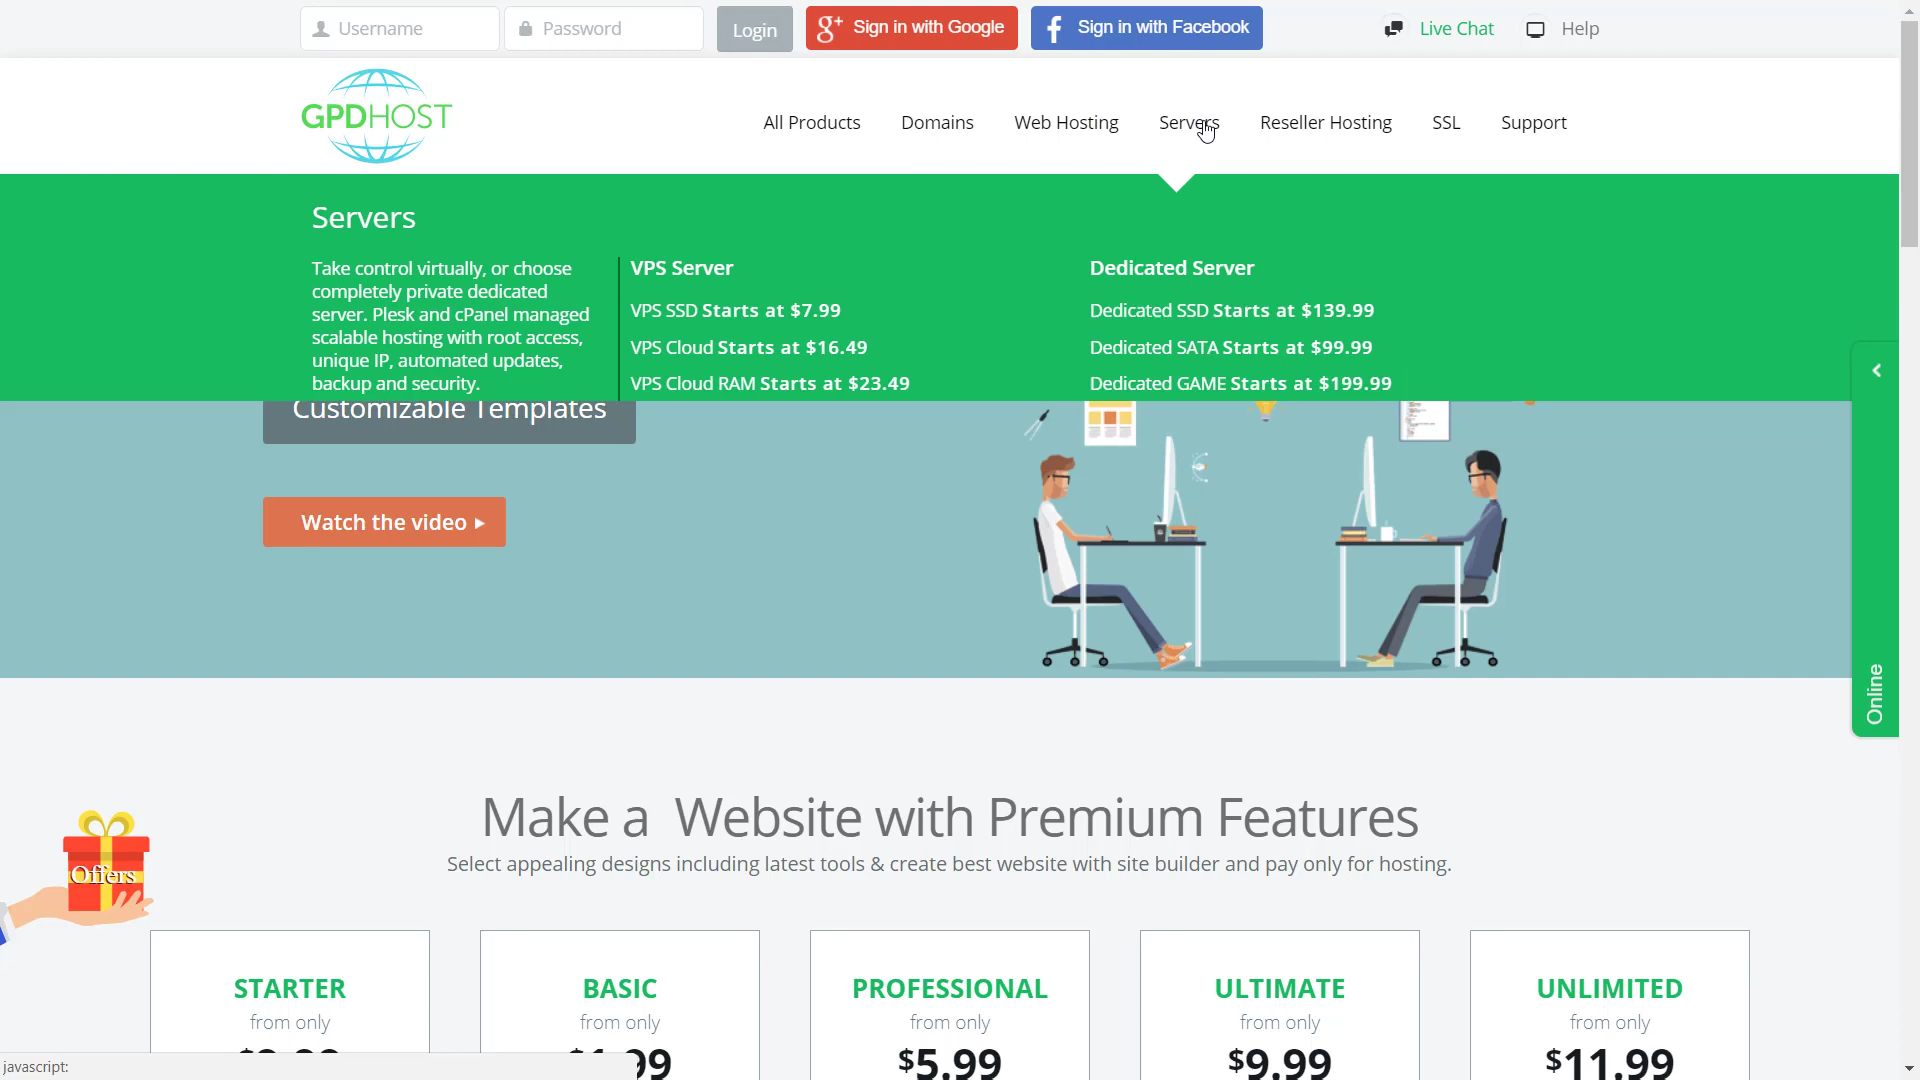 Username
Password
Login
g+ Sign in with Google
f Sign in with Facebook
Live Chat
Help
GPDHOST
All Products
Domains
Web Hosting
Servers
Reseller Hosting
SSL
Support
Servers
Take control virtually, or choose
completely private dedicated
server. Plesk and cPanel managed
scalable hosting with root access,
unique IP, automated updates,
backup and security.
VPS Server
VPS SSD Starts at $7.99
VPS Cloud Starts at $16.49
VPS Cloud RAM Starts at $23.49
Dedicated Server
Dedicated SSD Starts at $139.99
Dedicated SATA Starts at $99.99
Dedicated GAME Starts at $199.99
Customizable Templates
Watch the video
Online
Make a Website with Premium Features
Select appealing designs including latest tools & create best website with site builder and pay only for hosting.
Offers
STARTER
from only
BASIC
from only
PROFESSIONAL
from only
$5.99
ULTIMATE
from only
$9.99
UNLIMITED
from only
$11.99
javascript: